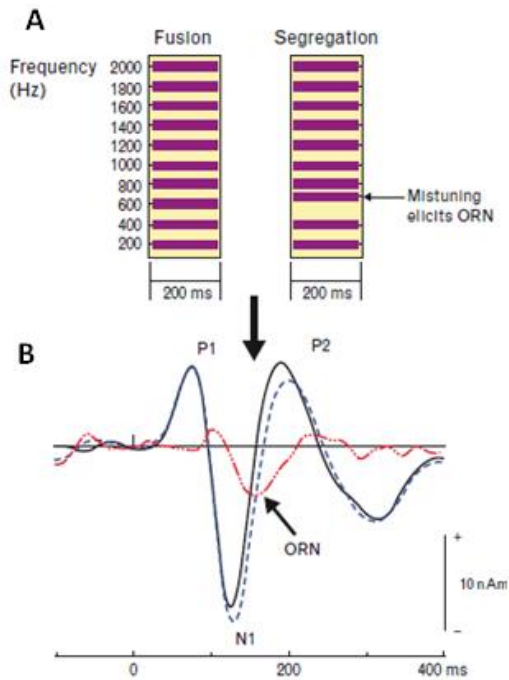 A
Fusion
Segregation
Frequency
(Hz)
2000
1800
1600
1400
1200
1000
800
600
400
200
Mistuning
elicits ORN
200 ms
200 ms
B
P1
P2
ORN
N1
+
10 nAm
–
0
200
400 ms